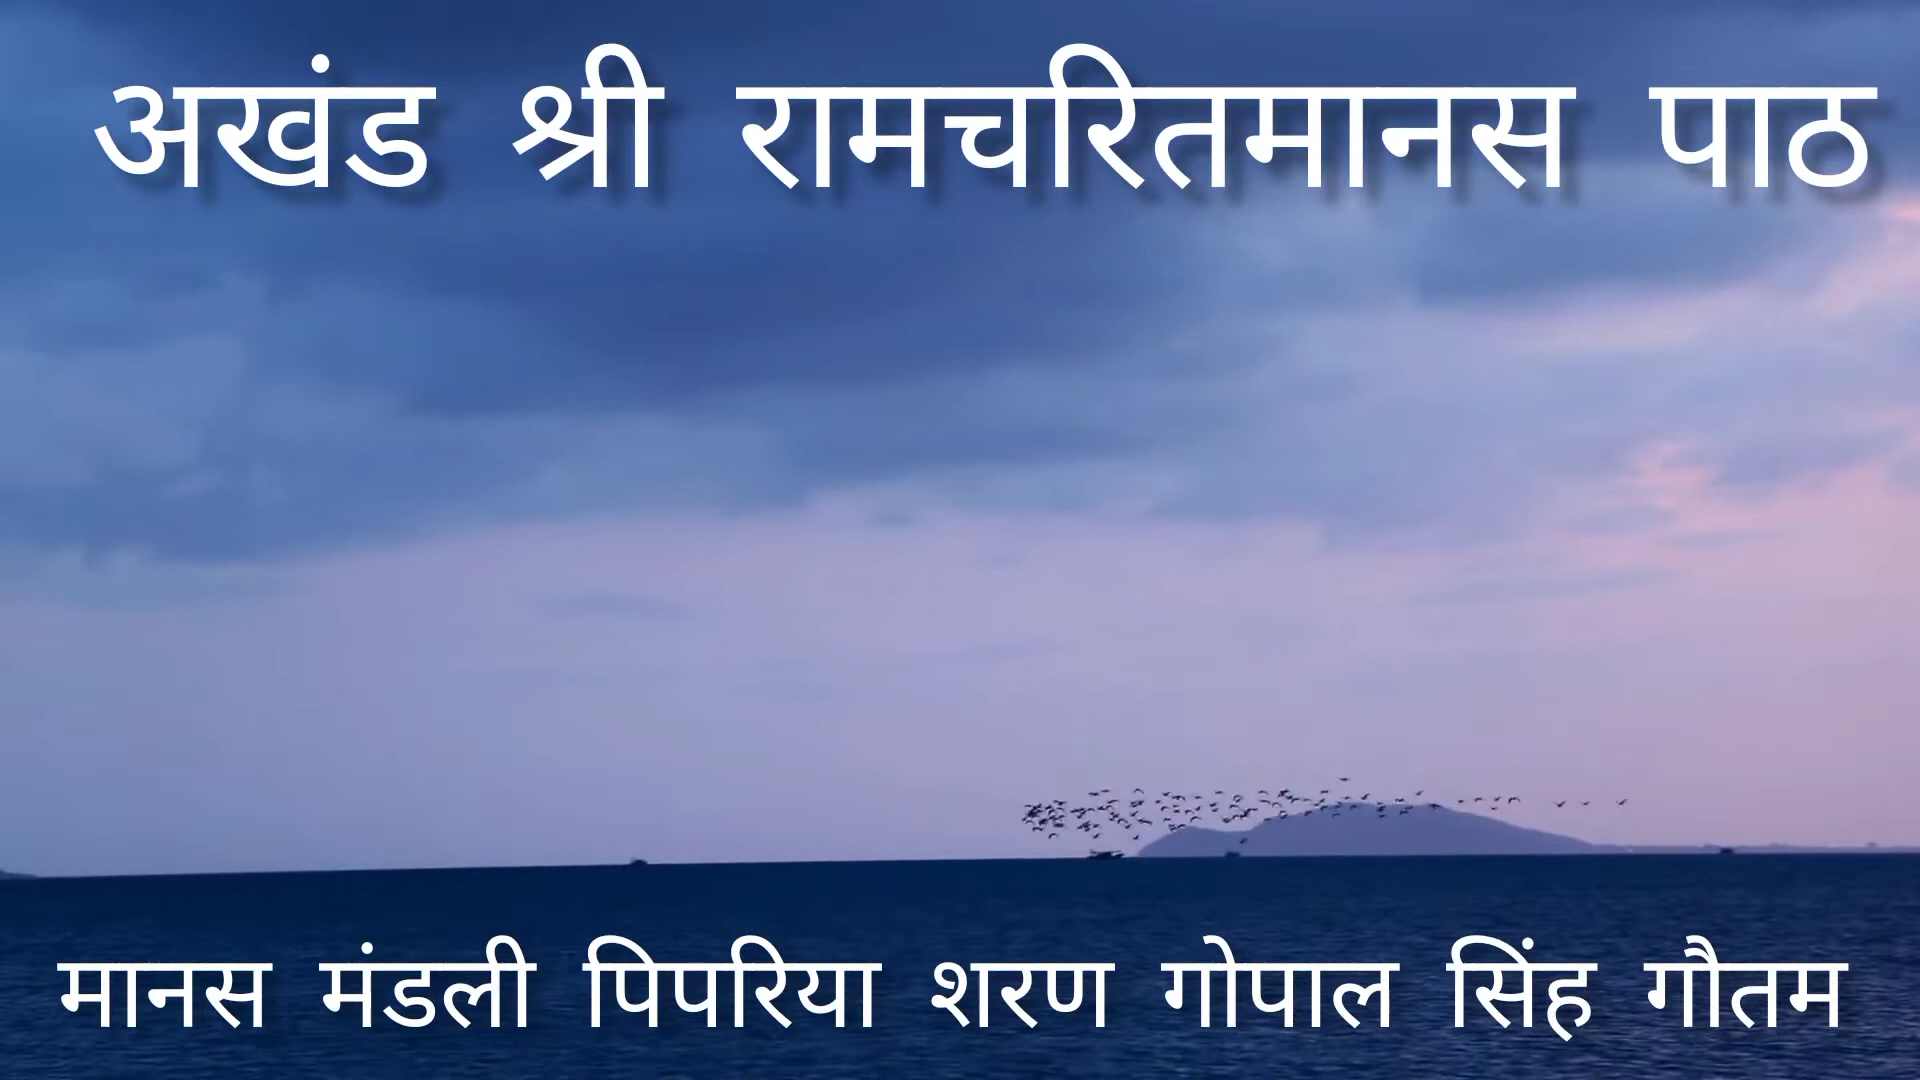 अखंड श्री रामचरितमानस पाठ
मानस मंडली पिपरिया शरण गोपाल सिंह गौतम